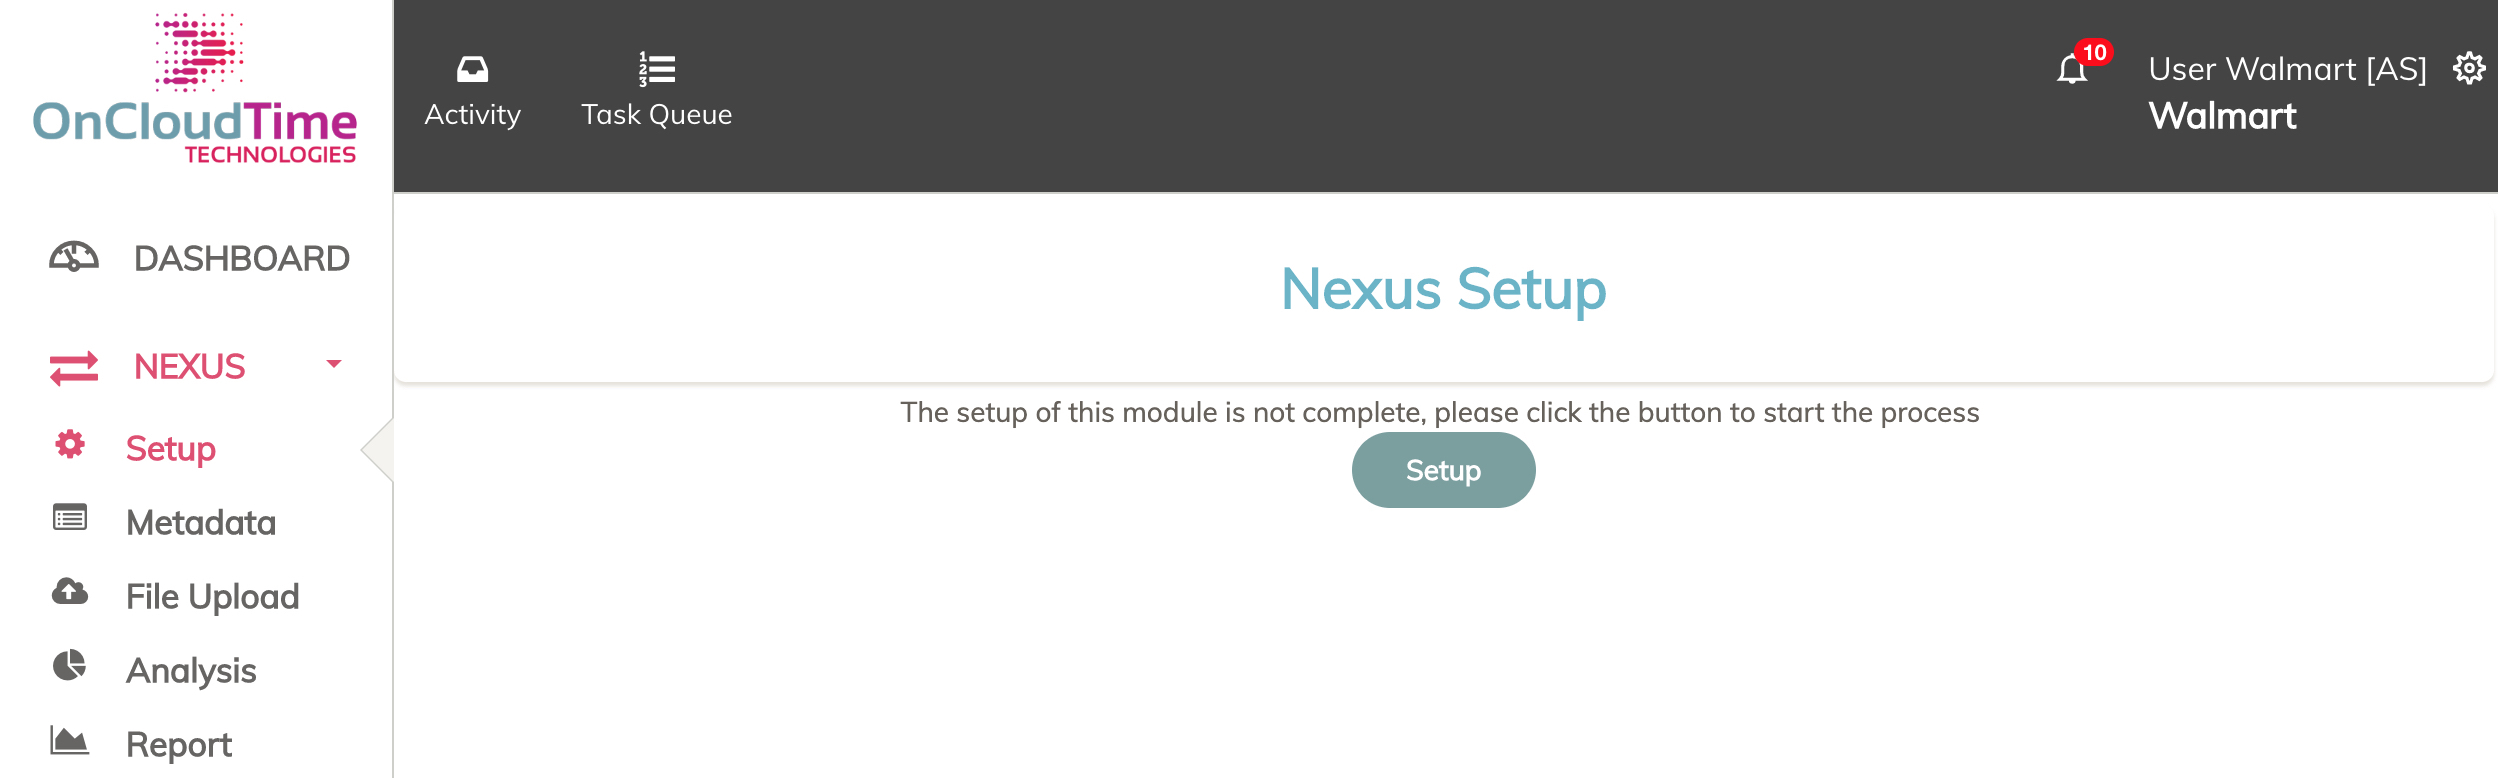 OnCloudTime
TECHNOLOGIES
Activity
Task Queue
10
User Walmart [AS]
Walmart
DASHBOARD
NEXUS
Setup
Metadata
File Upload
Analysis
Report
Nexus Setup
The setup of this module is not complete, please click the button to start the process
Setup